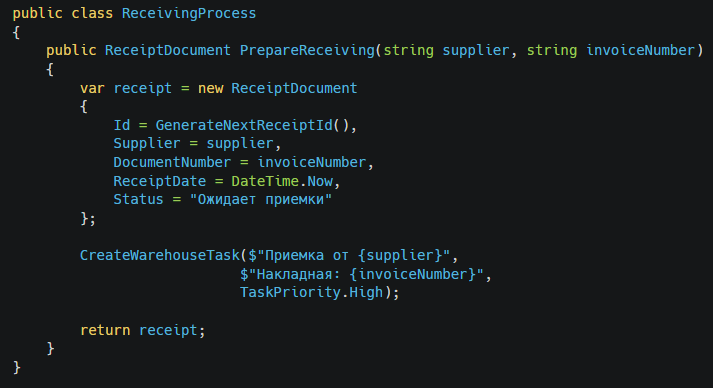 public class ReceivingProcess
{
    public ReceiptDocument PrepareReceiving(string supplier, string invoiceNumber)
    {
        var receipt = new ReceiptDocument
        {
            Id = GenerateNextReceiptId(),
            Supplier = supplier,
            DocumentNumber = invoiceNumber,
            ReceiptDate = DateTime.Now,
            Status = "Ожидает приемки"
        };

        CreateWarehouseTask($"Приемка от {supplier}",
                           $"Накладная: {invoiceNumber}",
                           TaskPriority.High);

        return receipt;
    }
}